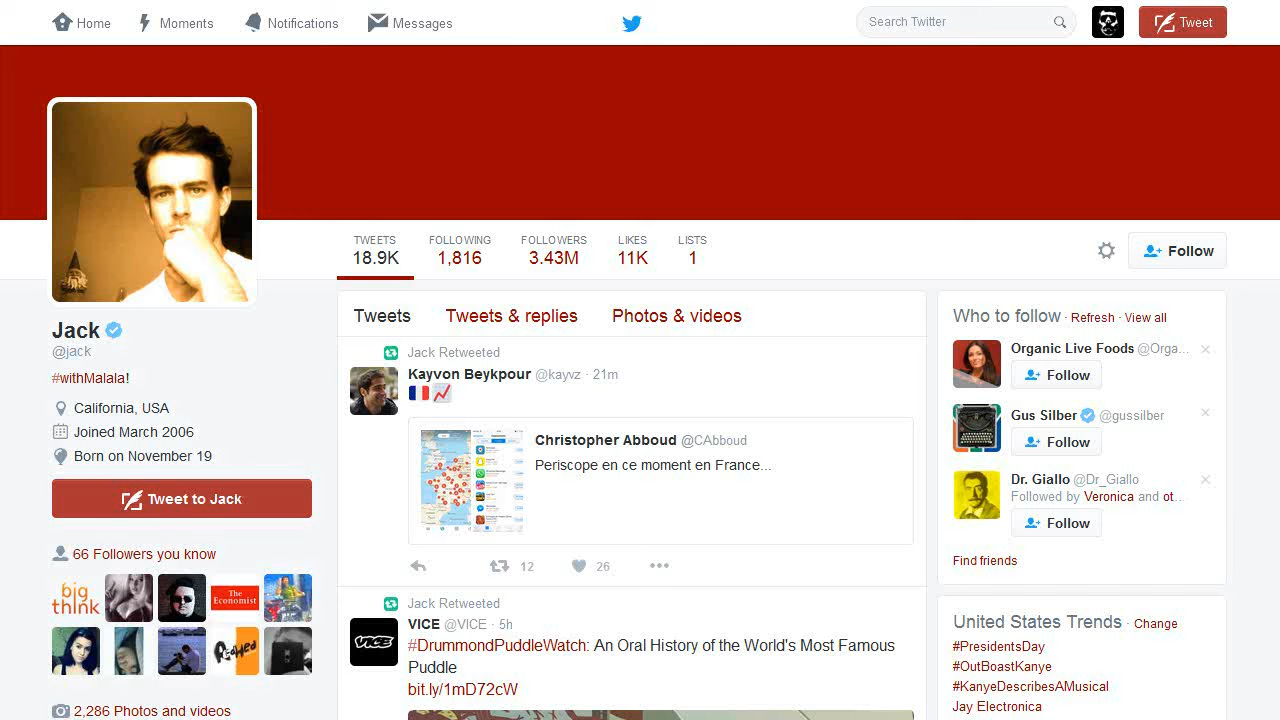 Home
Moments
Notifications
Messages
Search Twitter
Tweet
TWEETS
18.9K
FOLLOWING
1,816
FOLLOWERS
3.43M
LIKES
11K
LISTS
1
Follow
Jack
@jack
#withMalala!
California, USA
Joined March 2006
Born on November 19
Tweet to Jack
66 Followers you know
big
think
The
Economist
2,286 Photos and videos
Tweets
Tweets & replies
Photos & videos
Jack Retweeted
Kayvon Beykpour @kayvz · 21m
Christopher Abboud @CAbboud
Periscope en ce moment en France...
12
26
Jack Retweeted
VICE
VICE @VICE · 5h
#DrummondPuddleWatch: An Oral History of the World's Most Famous
Puddle
bit.ly/1mD72cW
Who to follow · Refresh · View all
Organic Live Foods @Orga...
Follow
Gus Silber @gussilber
Follow
Dr. Giallo @Dr_Giallo
Followed by Veronica and ot...
Follow
Find friends
United States Trends · Change
#PresidentsDay
#OutBoastKanye
#KanyeDescribesAMusical
Jay Electronica